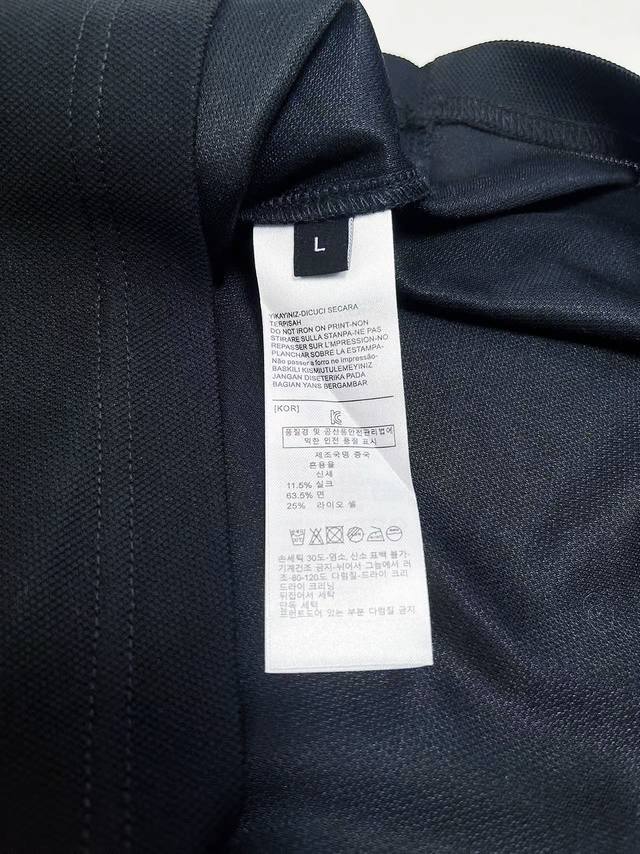 L
YIKAYINIZ-DICUCI SECARA
TERPISAH
DO NOT IRON ON PRINT-NON
STIRARE SULLA STANPA-NE PAS
REPASSER SUR L'IMPRESSION-NO
PLANCHAR SOBRE LA ESTAMPA-
Não passar a ferro ne impressão-
BASKILI KISMIUTULEMEYINIZ
JANGAN DISETERIKA PADA
BAGIAN YANS BERGAMBAR
[KOR]
품질경 및 공산품안전관리법에
의한 안전 품질 표시
제조국명 중국
혼용율
신세
11.5% 실크
63.5% 면
25% 라이오 셀
손세탁 30도-염소, 산소 표백 불가-
기계건조 금지-뉘어서 그늘에서 건
조-80-120도 다림질-드라이 크리
드라이 크리닝
뒤집어서 세탁
단독 세탁
프린트되어 있는 부분 다림질 금지